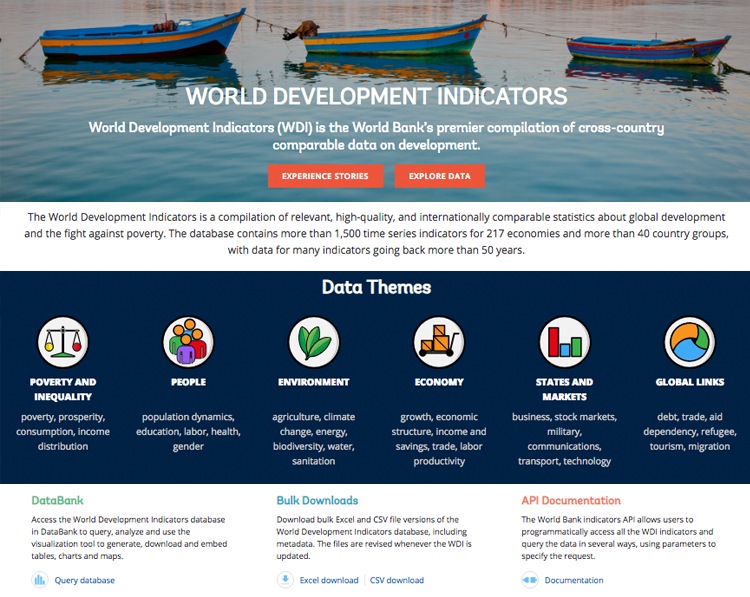 WORLD DEVELOPMENT INDICATORS
World Development Indicators (WDI) is the World Bank's premier compilation of cross-country
comparable data on development.
EXPERIENCE STORIES
EXPLORE DATA
The World Development Indicators is a compilation of relevant, high-quality, and internationally comparable statistics about global development
and the fight against poverty. The database contains more than 1,500 time series indicators for 217 economies and more than 40 country groups,
with data for many indicators going back more than 50 years.
Data Themes
POVERTY AND
INEQUALITY
poverty, prosperity,
consumption, income
distribution
PEOPLE
population dynamics,
education, labor, health,
gender
ENVIRONMENT
agriculture, climate
change, energy,
biodiversity, water,
sanitation
ECONOMY
growth, economic
structure, income and
savings, trade, labor
productivity
STATES AND
MARKETS
business, stock markets,
military,
communications,
transport, technology
GLOBAL LINKS
debt, trade, aid
dependency, refugee,
tourism, migration
DataBank
Access the World Development Indicators database
in DataBank to query, analyze and use the
visualization tool to generate, download and embed
tables, charts and maps.
Query database
Bulk Downloads
Download bulk Excel and CSV file versions of the
World Development Indicators database, including
metadata. The files are revised whenever the WDI is
updated.
Excel download
CSV download
API Documentation
The World Bank indicators API allows users to
programmatically access all the WDI indicators and
query the data in several ways, using parameters to
specify the request.
Documentation